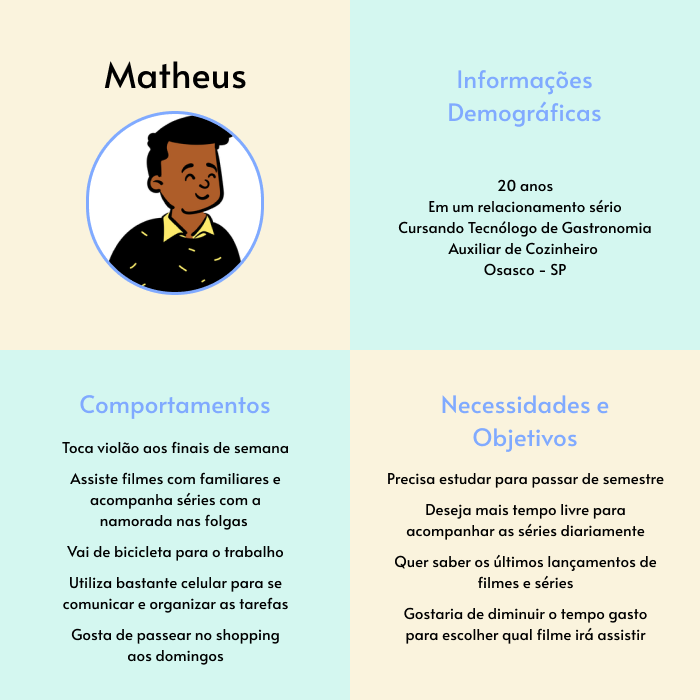 Matheus
Informações
Demográficas
20 anos
Em um relacionamento sério
Cursando Tecnólogo de Gastronomia
Auxiliar de Cozinheiro
Osasco - SP
Comportamentos
Toca violão aos finais de semana
Assiste filmes com familiares e
acompanha séries com a
namorada nas folgas
Vai de bicicleta para o trabalho
Utiliza bastante celular para se
comunicar e organizar as tarefas
Gosta de passear no shopping
aos domingos
Necessidades e
Objetivos
Precisa estudar para passar de semestre
Deseja mais tempo livre para
acompanhar as séries diariamente
Quer saber os últimos lançamentos de
filmes e séries
Gostaria de diminuir o tempo gasto
para escolher qual filme irá assistir